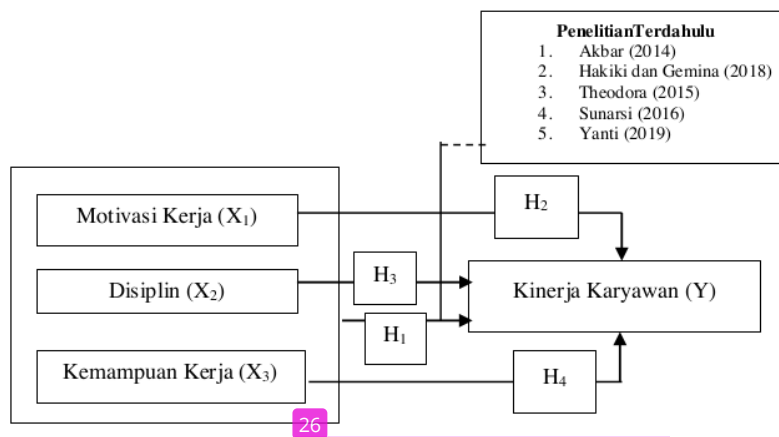 PenelitianTerdahulu
1. Akbar (2014)
2. Hakiki dan Gemina (2018)
3. Theodora (2015)
4. Sunarsi (2016)
5. Yanti (2019)
Motivasi Kerja (X₁)
H₂
Disiplin (X₂)
H₃
Kinerja Karyawan (Y)
H₁
Kemampuan Kerja (X₃)
H₄
26